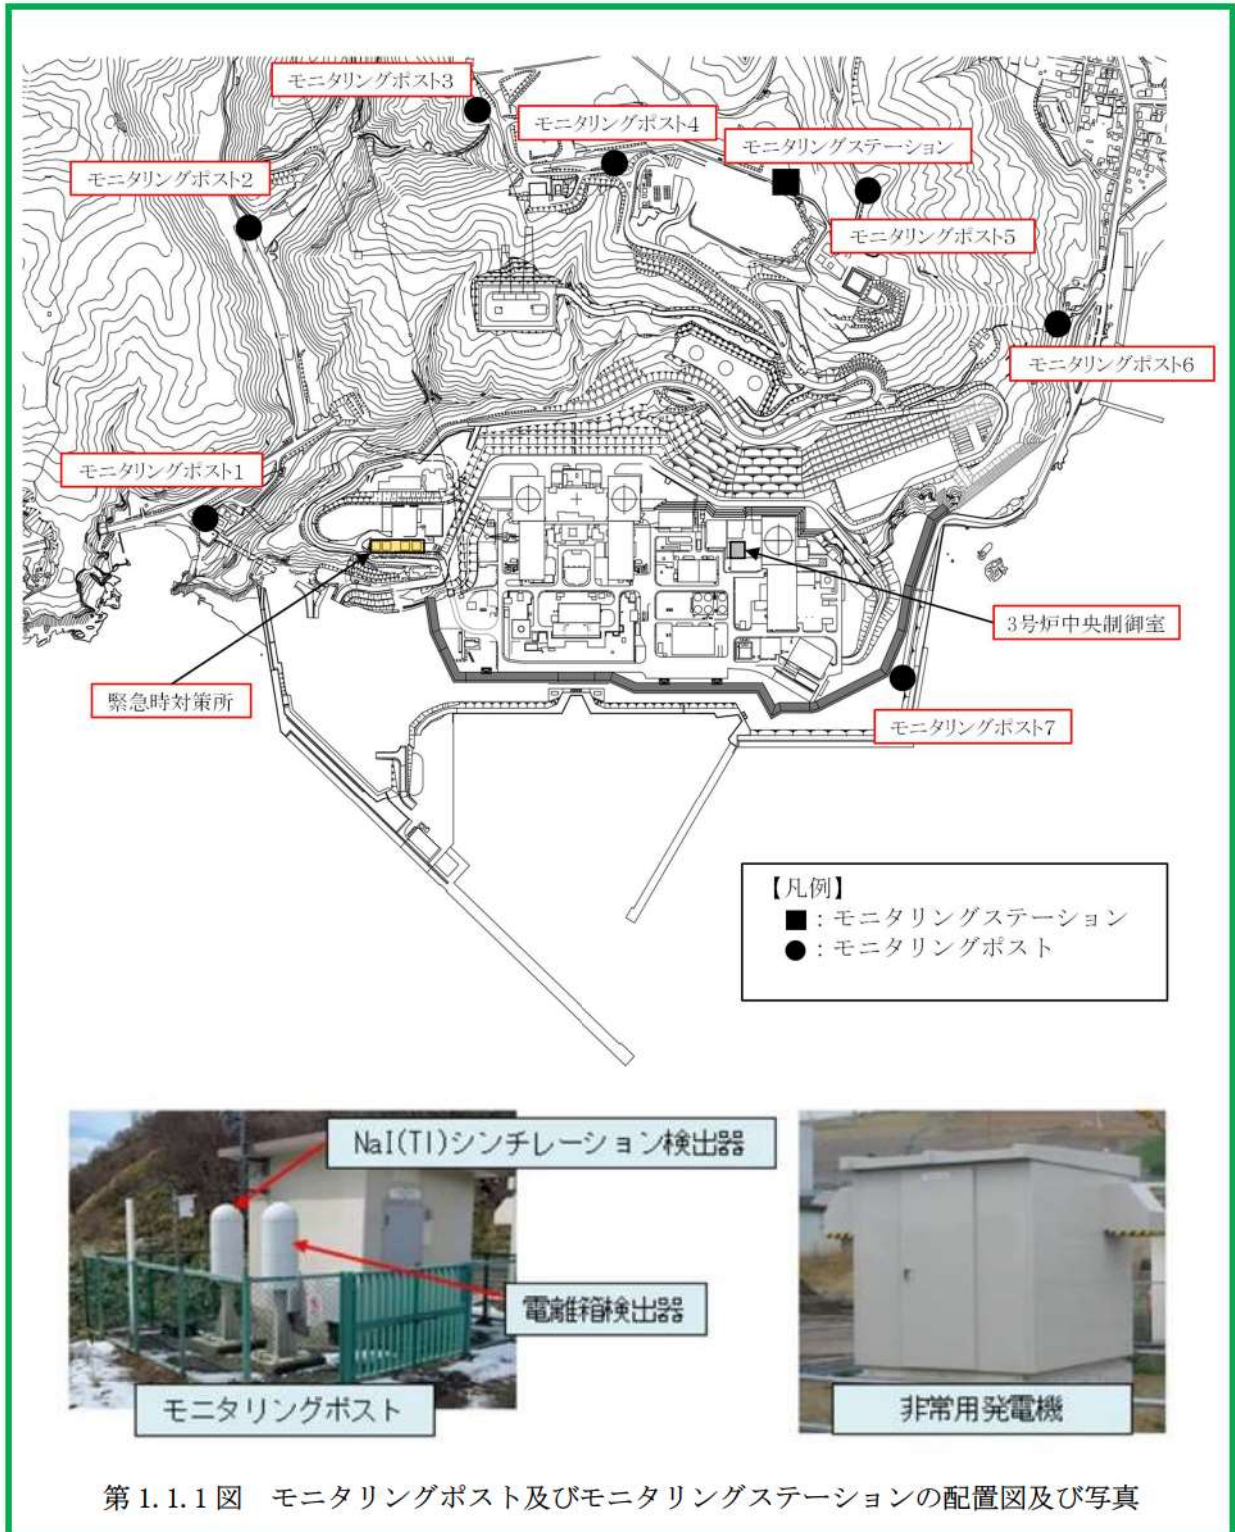 モニタリングポスト3
モニタリングポスト4
モニタリングステーション
モニタリングポスト2
モニタリングポスト5
モニタリングポスト6
モニタリングポスト1
3号炉中央制御室
緊急時対策所
モニタリングポスト7
【凡例】
■：モニタリングステーション
●：モニタリングポスト
NaI(Tl)シンチレーション検出器
電離箱検出器
モニタリングポスト
非常用発電機
第1.1.1図　モニタリングポスト及びモニタリングステーションの配置図及び写真